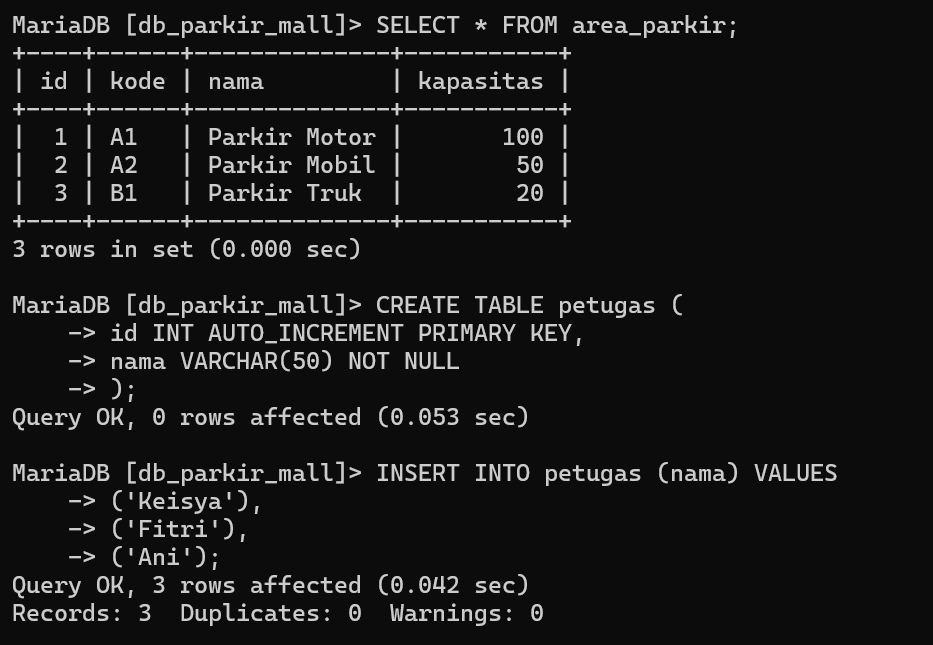 MariaDB [db_parkir_mall]> SELECT * FROM area_parkir;
+----+------+--------------+-----------+
| id | kode | nama         | kapasitas |
+----+------+--------------+-----------+
|  1 | A1   | Parkir Motor |       100 |
|  2 | A2   | Parkir Mobil |        50 |
|  3 | B1   | Parkir Truk  |        20 |
+----+------+--------------+-----------+
3 rows in set (0.000 sec)

MariaDB [db_parkir_mall]> CREATE TABLE petugas (
    -> id INT AUTO_INCREMENT PRIMARY KEY,
    -> nama VARCHAR(50) NOT NULL
    -> );
Query OK, 0 rows affected (0.053 sec)

MariaDB [db_parkir_mall]> INSERT INTO petugas (nama) VALUES
    -> ('Keisya'),
    -> ('Fitri'),
    -> ('Ani');
Query OK, 3 rows affected (0.042 sec)
Records: 3  Duplicates: 0  Warnings: 0